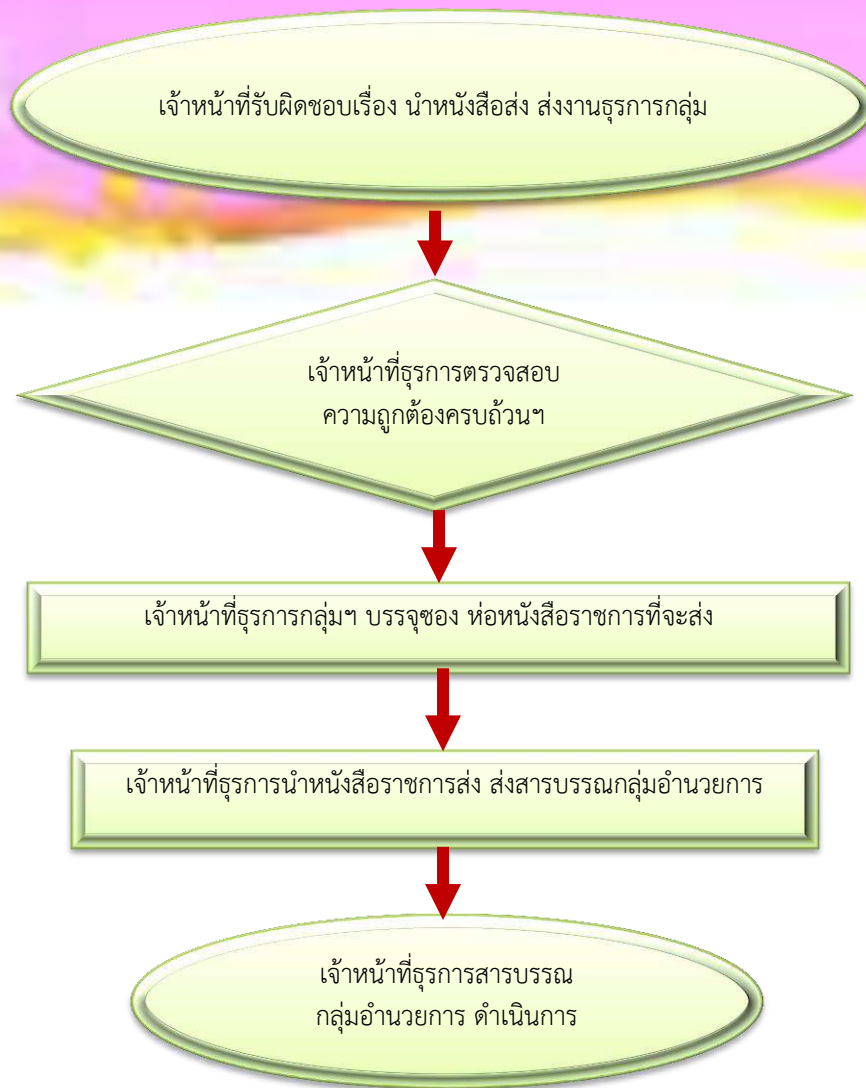 เจ้าหน้าที่รับผิดชอบเรื่อง นำหนังสือส่ง ส่งงานธุรการกลุ่ม
เจ้าหน้าที่ธุรการตรวจสอบ
ความถูกต้องครบถ้วนฯ
เจ้าหน้าที่ธุรการกลุ่มฯ บรรจุซอง ห่อหนังสือราชการที่จะส่ง
เจ้าหน้าที่ธุรการนำหนังสือราชการส่ง ส่งสารบรรณกลุ่มอำนวยการ
เจ้าหน้าที่ธุรการสารบรรณ
กลุ่มอำนวยการ ดำเนินการ